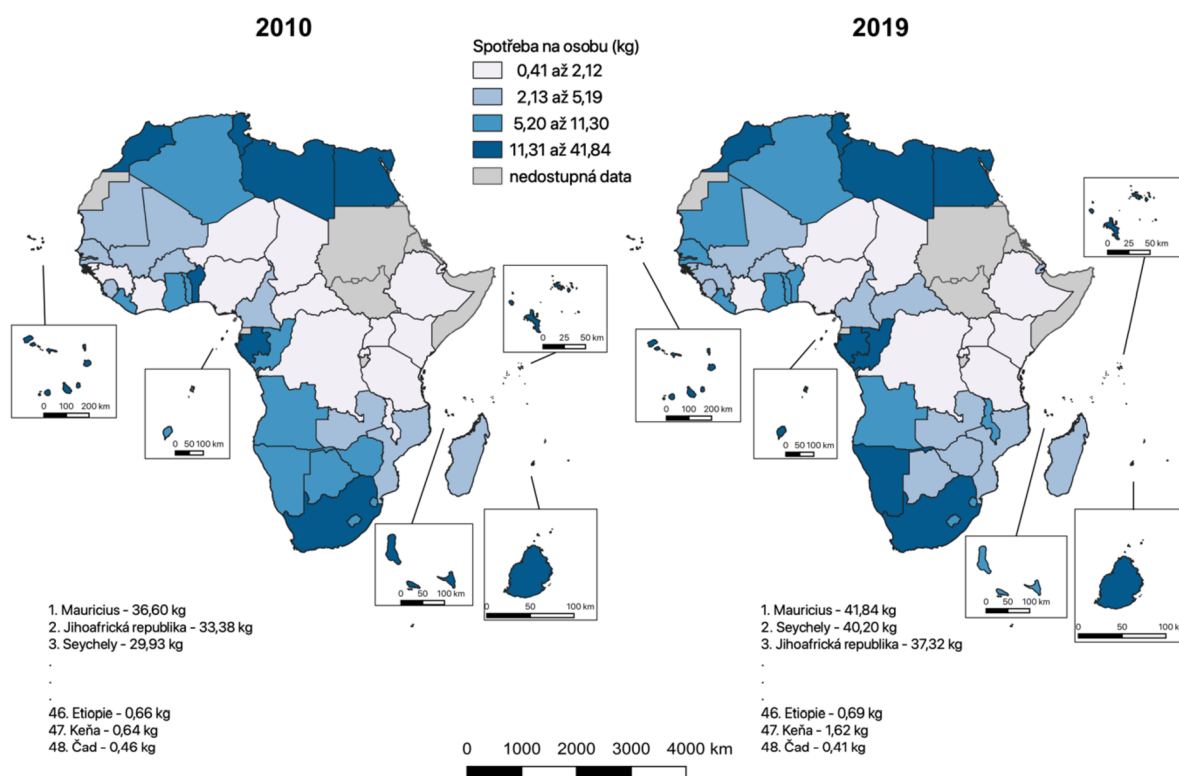 2010
2019
Spotřeba na osobu (kg)
0,41 až 2,12
2,13 až 5,19
5,20 až 11,30
11,31 až 41,84
nedostupná data
0 25 50 km
0 25 50 km
0 100 200 km
0 50 100 km
0 100 200 km
0 50 100 km
0 50 100 km
0 50 100 km
0 50 100 km
0 50 100 km
1. Mauricius - 36,60 kg
2. Jihoafrická republika - 33,38 kg
3. Seychely - 29,93 kg
.
.
.
46. Etiopie - 0,66 kg
47. Keňa - 0,64 kg
48. Čad - 0,46 kg
1. Mauricius - 41,84 kg
2. Seychely - 40,20 kg
3. Jihoafrická republika - 37,32 kg
.
.
.
46. Etiopie - 0,69 kg
47. Keňa - 1,62 kg
48. Čad - 0,41 kg
0 1000 2000 3000 4000 km